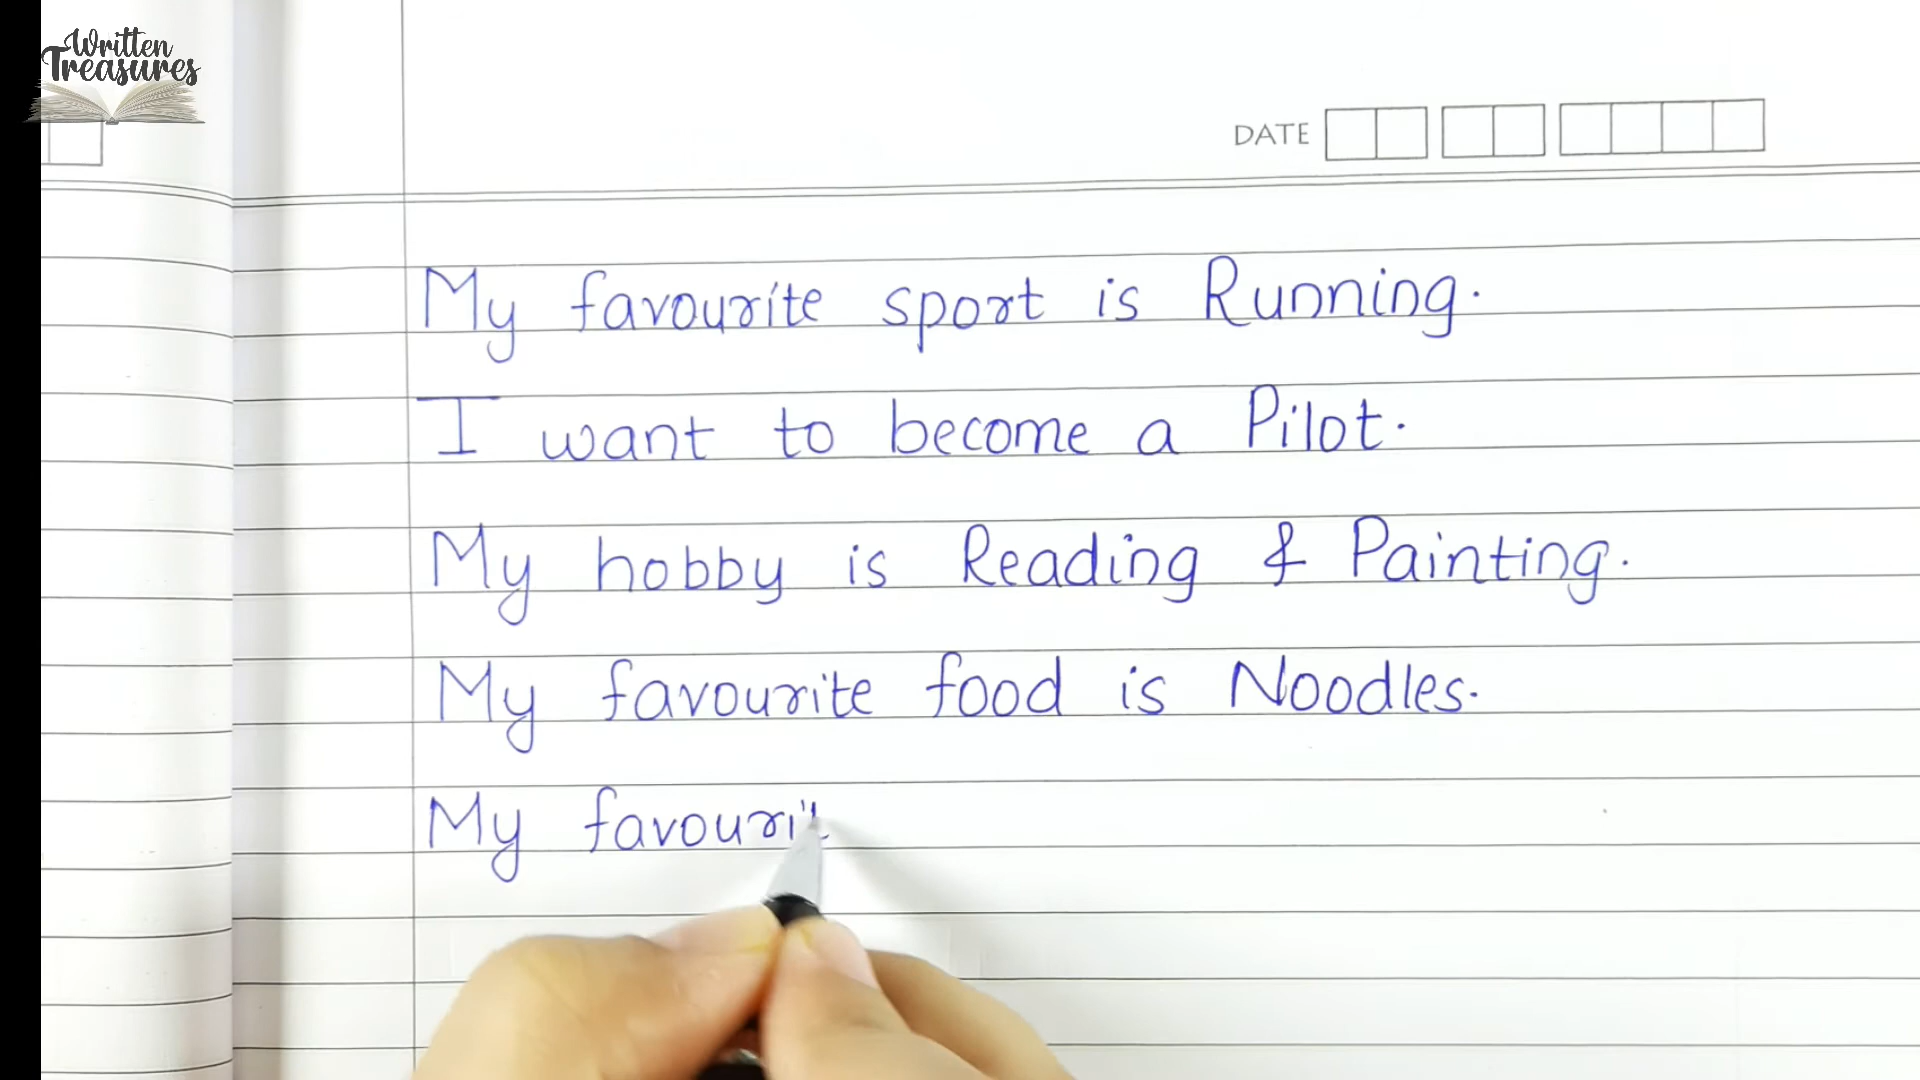 Written
Treasures
DATE
My favourite sport is Running.
I want to become a Pilot.
My hobby is Reading & Painting.
My favourite food is Noodles.
My favourit